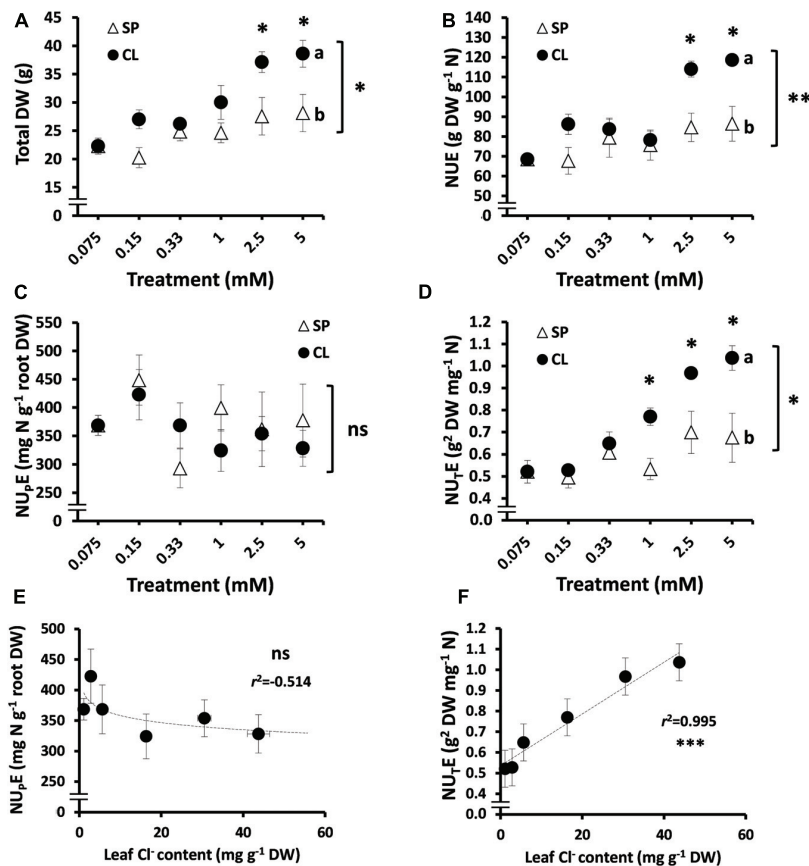 A
△ SP
● CL
Total DW (g)
45
40
35
30
25
20
15
0
* *
a
b
*
0.075 0.15 0.33 1 2.5 5
Treatment (mM)
B
△ SP
● CL
NUE (g DW g⁻¹ N)
140
130
120
110
100
90
80
70
60
50
0
* *
a
b
**
0.075 0.15 0.33 1 2.5 5
Treatment (mM)
C
△ SP
● CL
NUPE (mg N g⁻¹ root DW)
550
500
450
400
350
300
250
0
ns
0.075 0.15 0.33 1 2.5 5
Treatment (mM)
D
△ SP
● CL
NUTE (g² DW mg⁻¹ N)
1.2
1.1
1.0
0.9
0.8
0.7
0.6
0.5
0.4
0.0
* * *
a
b
*
0.075 0.15 0.33 1 2.5 5
Treatment (mM)
E
NUPE (mg N g⁻¹ root DW)
500
450
400
350
300
250
0
ns
r²=-0.514
0 20 40 60
Leaf Cl⁻ content (mg g⁻¹ DW)
F
NUTE (g² DW mg⁻¹ N)
1.2
1.1
1.0
0.9
0.8
0.7
0.6
0.5
0.4
0.0
r²=0.995
***
0 20 40 60
Leaf Cl⁻ content (mg g⁻¹ DW)